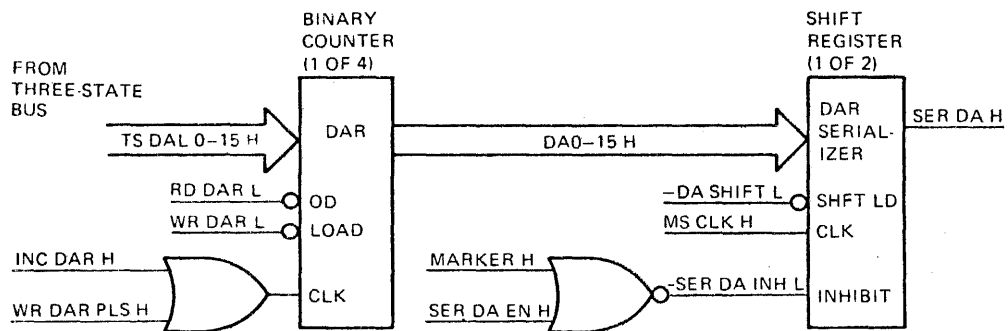 BINARY
COUNTER
(1 OF 4)
SHIFT
REGISTER
(1 OF 2)
FROM
THREE-STATE
BUS
TS DAL 0-15 H
DAR
DA0-15 H
DAR
SERIAL-
IZER
SER DA H
RD DAR L
OD
WR DAR L
LOAD
-DA SHIFT L
SHFT LD
MS CLK H
CLK
INC DAR H
WR DAR PLS H
CLK
MARKER H
SER DA EN H
-SER DA INH L
INHIBIT